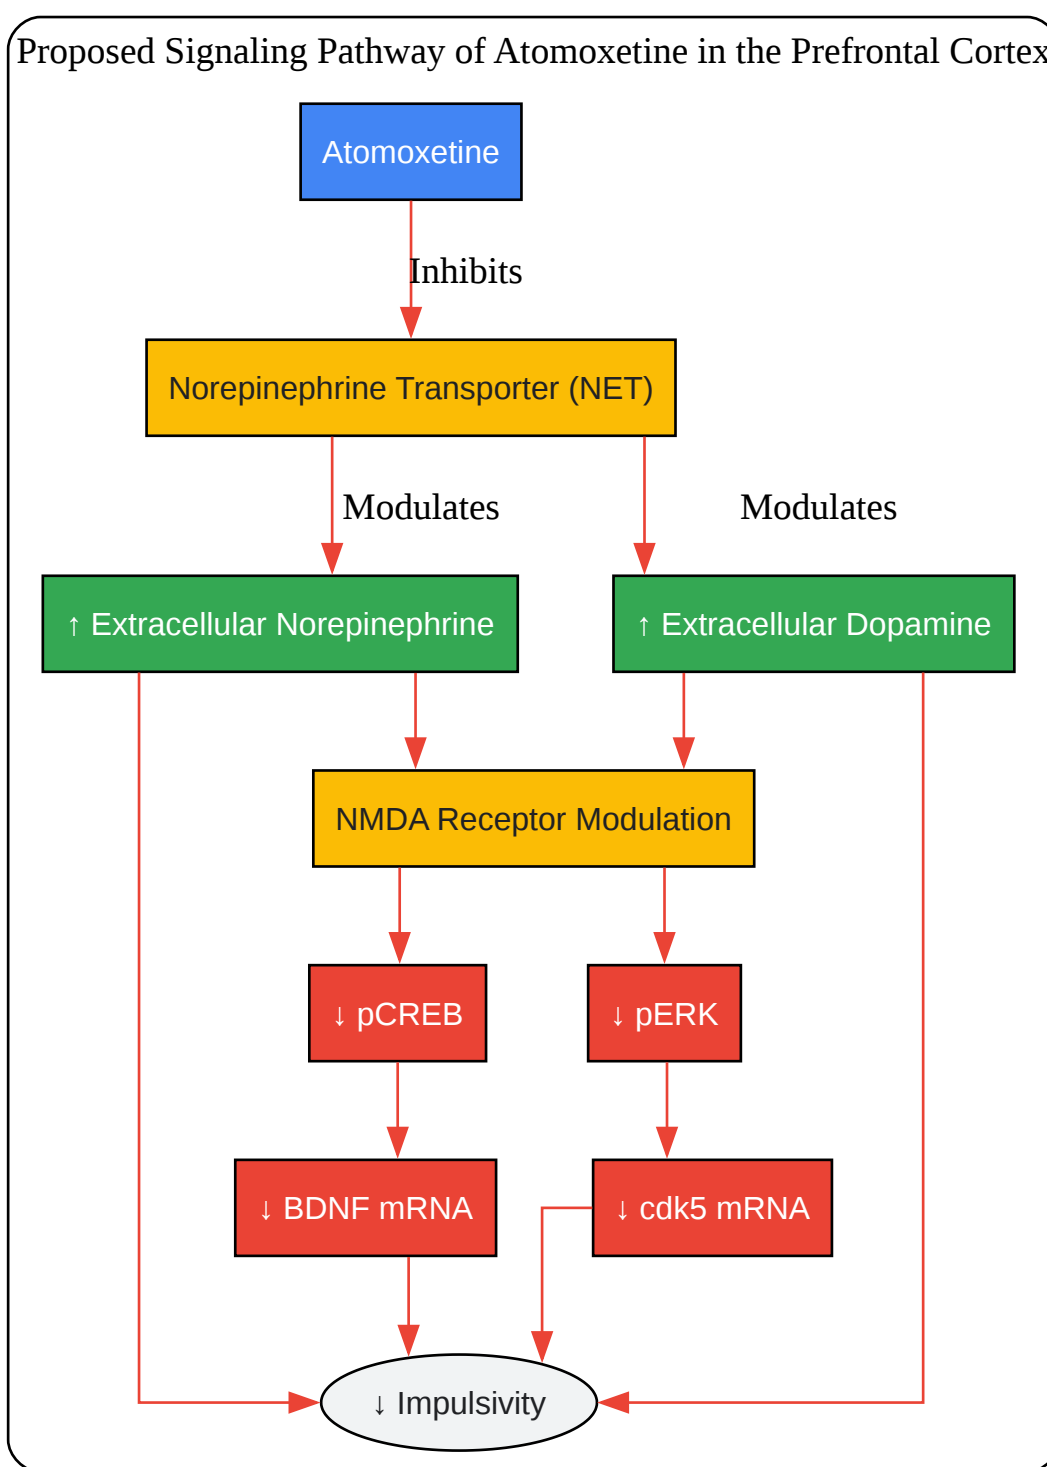 Proposed Signaling Pathway of Atomoxetine in the Prefrontal Cortex
Atomoxetine
Inhibits
Norepinephrine Transporter (NET)
Modulates
Modulates
↑ Extracellular Norepinephrine
↑ Extracellular Dopamine
NMDA Receptor Modulation
↓ pCREB
↓ pERK
↓ BDNF mRNA
↓ cdk5 mRNA
↓ Impulsivity